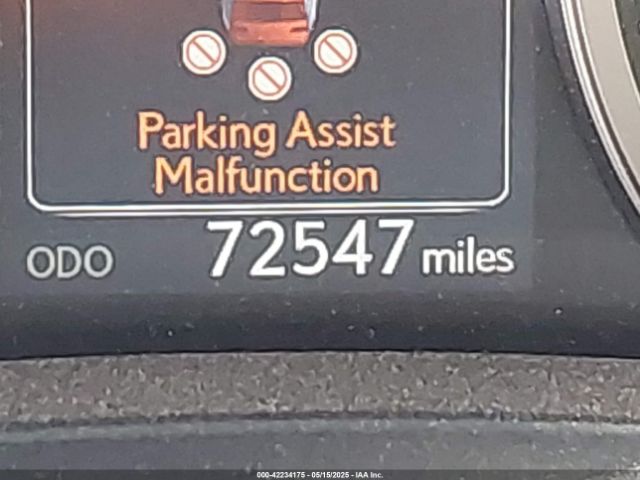 Parking Assist
Malfunction
ODO 72547 miles
000-42234175 - 05/15/2025 - IAA Inc.